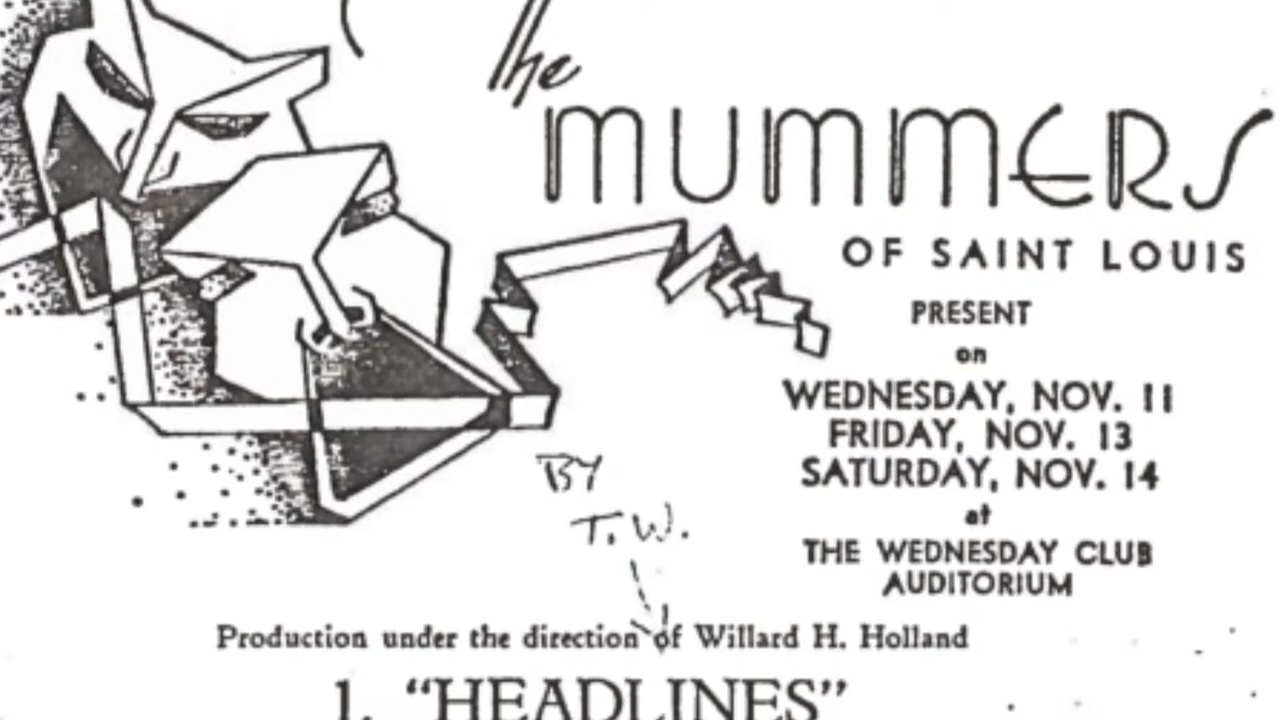 The
MUMMERS
OF SAINT LOUIS
PRESENT
on
WEDNESDAY, NOV. 11
FRIDAY, NOV. 13
SATURDAY, NOV. 14
at
THE WEDNESDAY CLUB
AUDITORIUM
BY
T.W.
Production under the direction of Willard H. Holland
1. "HEADLINES"